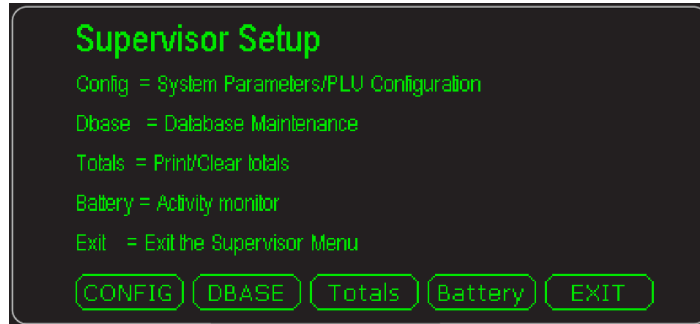 Supervisor Setup
Config = System Parameters/PLU Configuration
Dbase = Database Maintenance
Totals = Print/Clear totals
Battery = Activity monitor
Exit = Exit the Supervisor Menu
CONFIG DBASE Totals Battery EXIT